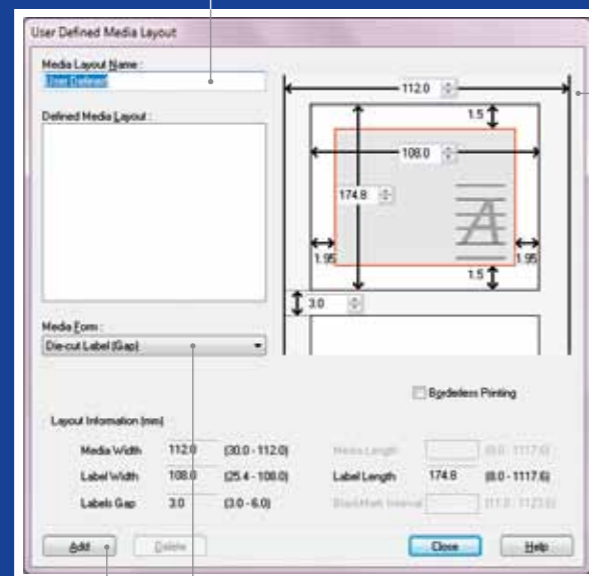 User Defined Media Layout
Media Layout Name :
User Defined
Defined Media Layout :
112.0
1.5
108.0
174.8
A
1.95
1.95
1.5
3.0
Media Form :
Die-cut Label (Gap)
Borderless Printing
Layout Information (mm)
Media Width 112.0 (30.0 - 112.0) Media Length (8.0 - 1117.6)
Label Width 108.0 (25.4 - 108.0) Label Length 174.8 (8.0 - 1117.6)
Labels Gap 3.0 (3.0 - 6.0) BlackMark Interval
Add Delete Close Help